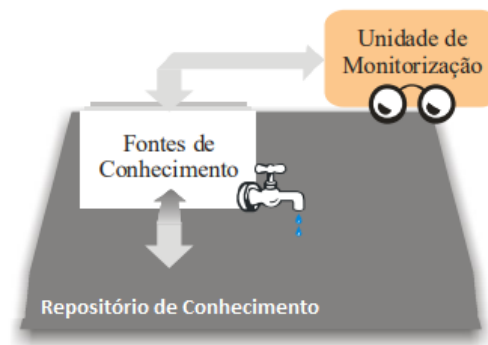 Unidade de
Monitorização
Fontes de
Conhecimento
Repositório de Conhecimento